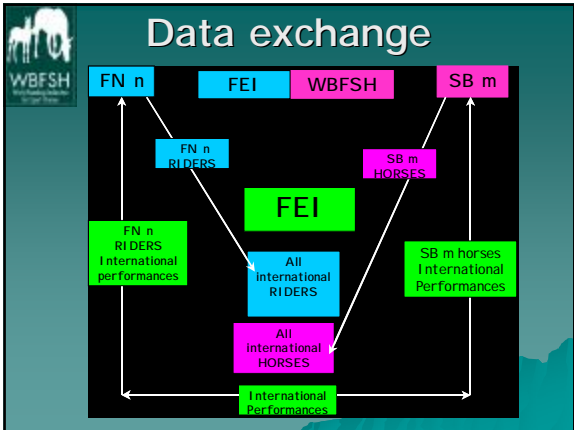 Data exchange
WBFSH
FN n
FEI
WBFSH
SB m
FN n
RIDERS
SB m
HORSES
FEI
FN n
RIDERS
International
performances
All
international
RIDERS
SB m horses
International
Performances
All
international
HORSES
International
Performances